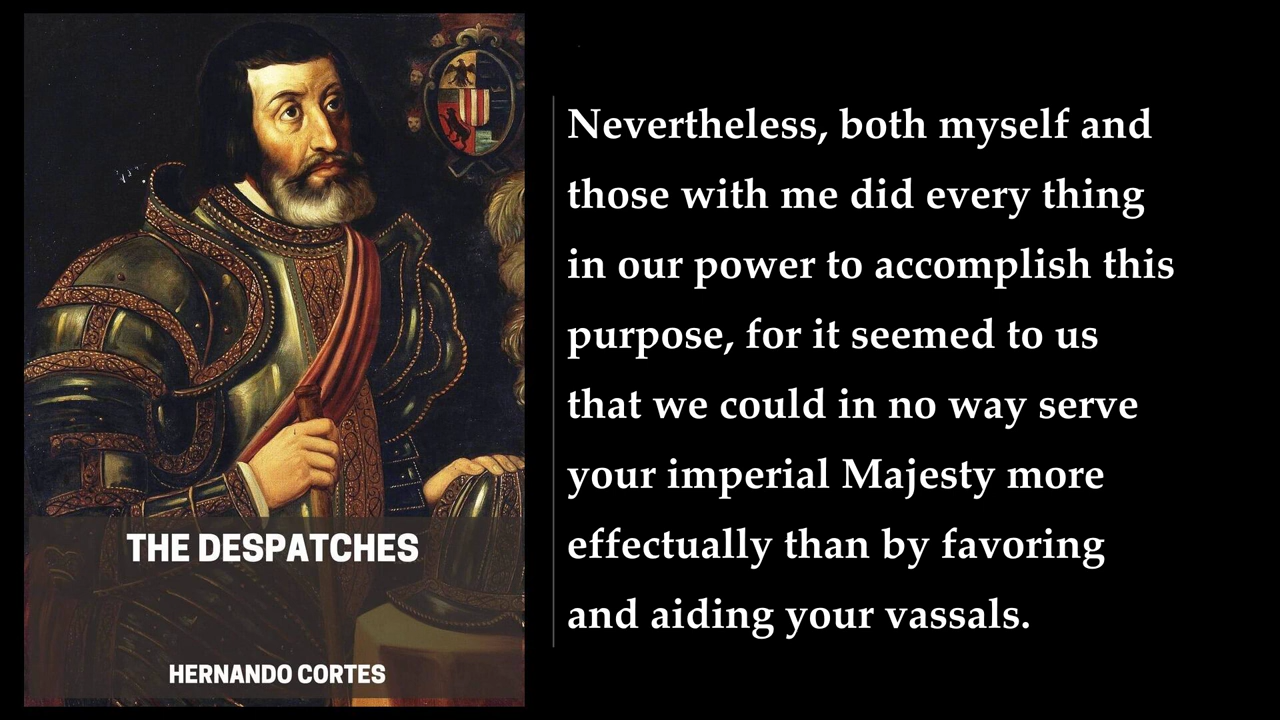 THE DESPATCHES
HERNANDO CORTES
Nevertheless, both myself and
those with me did every thing
in our power to accomplish this
purpose, for it seemed to us
that we could in no way serve
your imperial Majesty more
effectually than by favoring
and aiding your vassals.